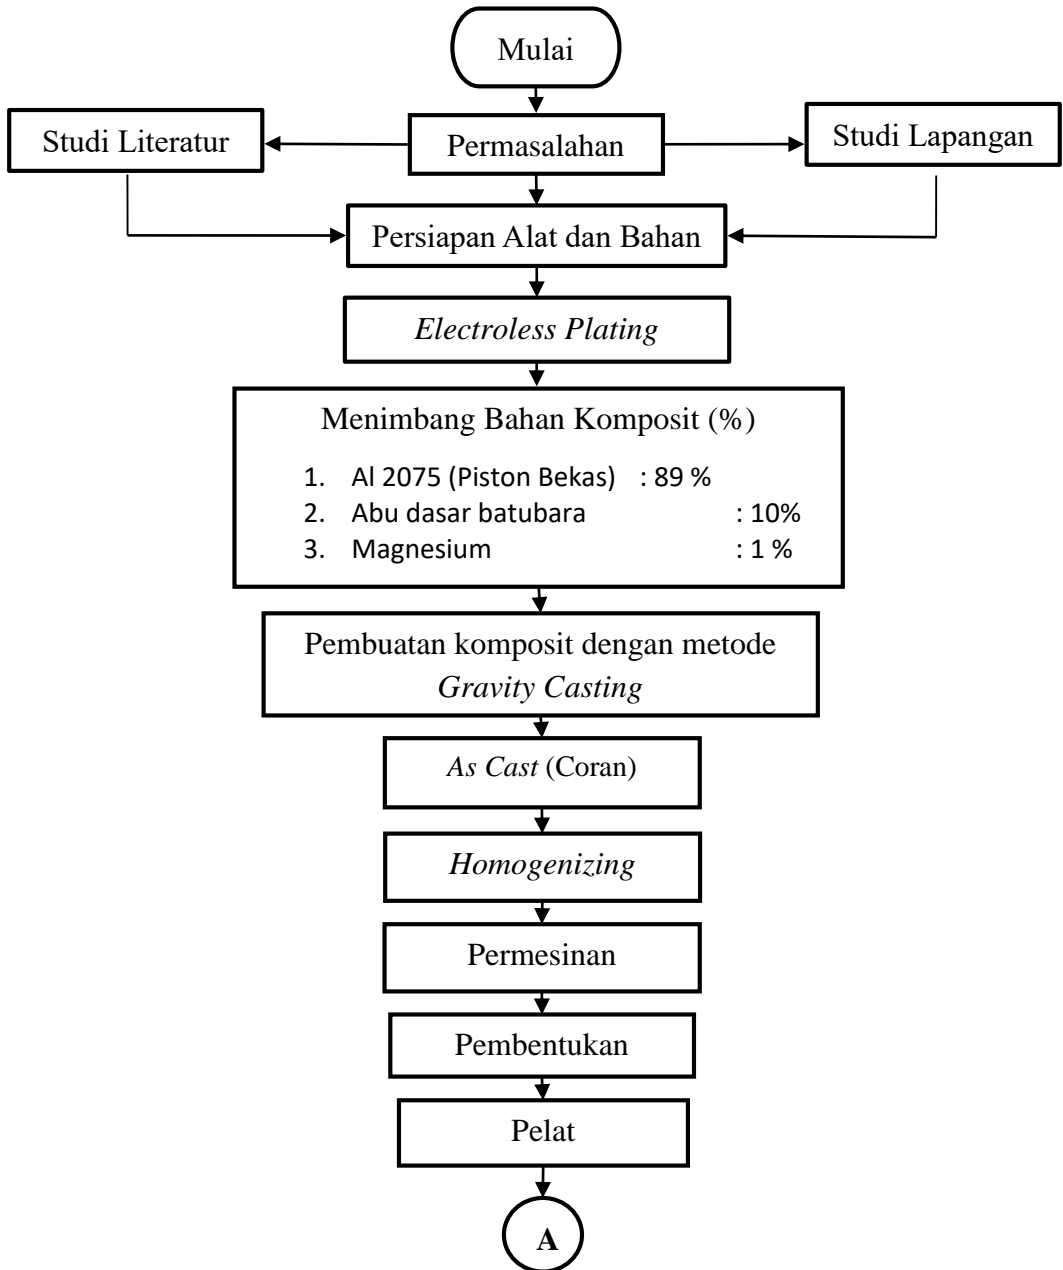 Mulai
Studi Literatur
Permasalahan
Studi Lapangan
Persiapan Alat dan Bahan
Electroless Plating
Menimbang Bahan Komposit (%)
1. Al 2075 (Piston Bekas) : 89 %
2. Abu dasar batubara : 10%
3. Magnesium : 1 %
Pembuatan komposit dengan metode
Gravity Casting
As Cast (Coran)
Homogenizing
Permesinan
Pembentukan
Pelat
A